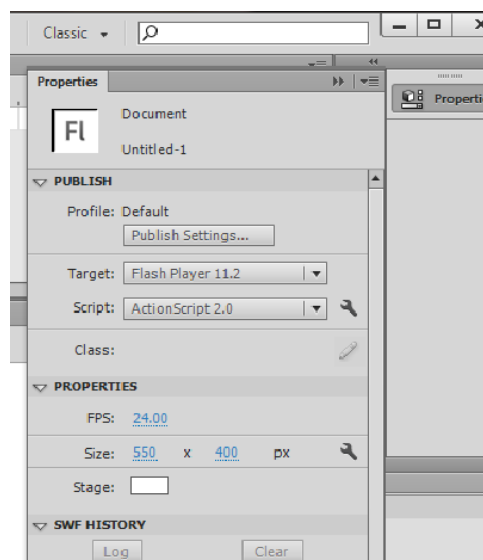 Classic
Properties
Fl
Document
Untitled-1
Properti
PUBLISH
Profile: Default
Publish Settings...
Target: Flash Player 11.2
Script: ActionScript 2.0
Class:
PROPERTIES
FPS: 24.00
Size: 550 x 400 px
Stage:
SWF HISTORY
Log Clear